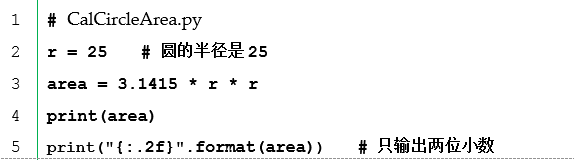 1 # CalCircleArea.py
2 r = 25 # 圆的半径是25
3 area = 3.1415 * r * r
4 print(area)
5 print("{:.2f}".format(area)) # 只输出两位小数